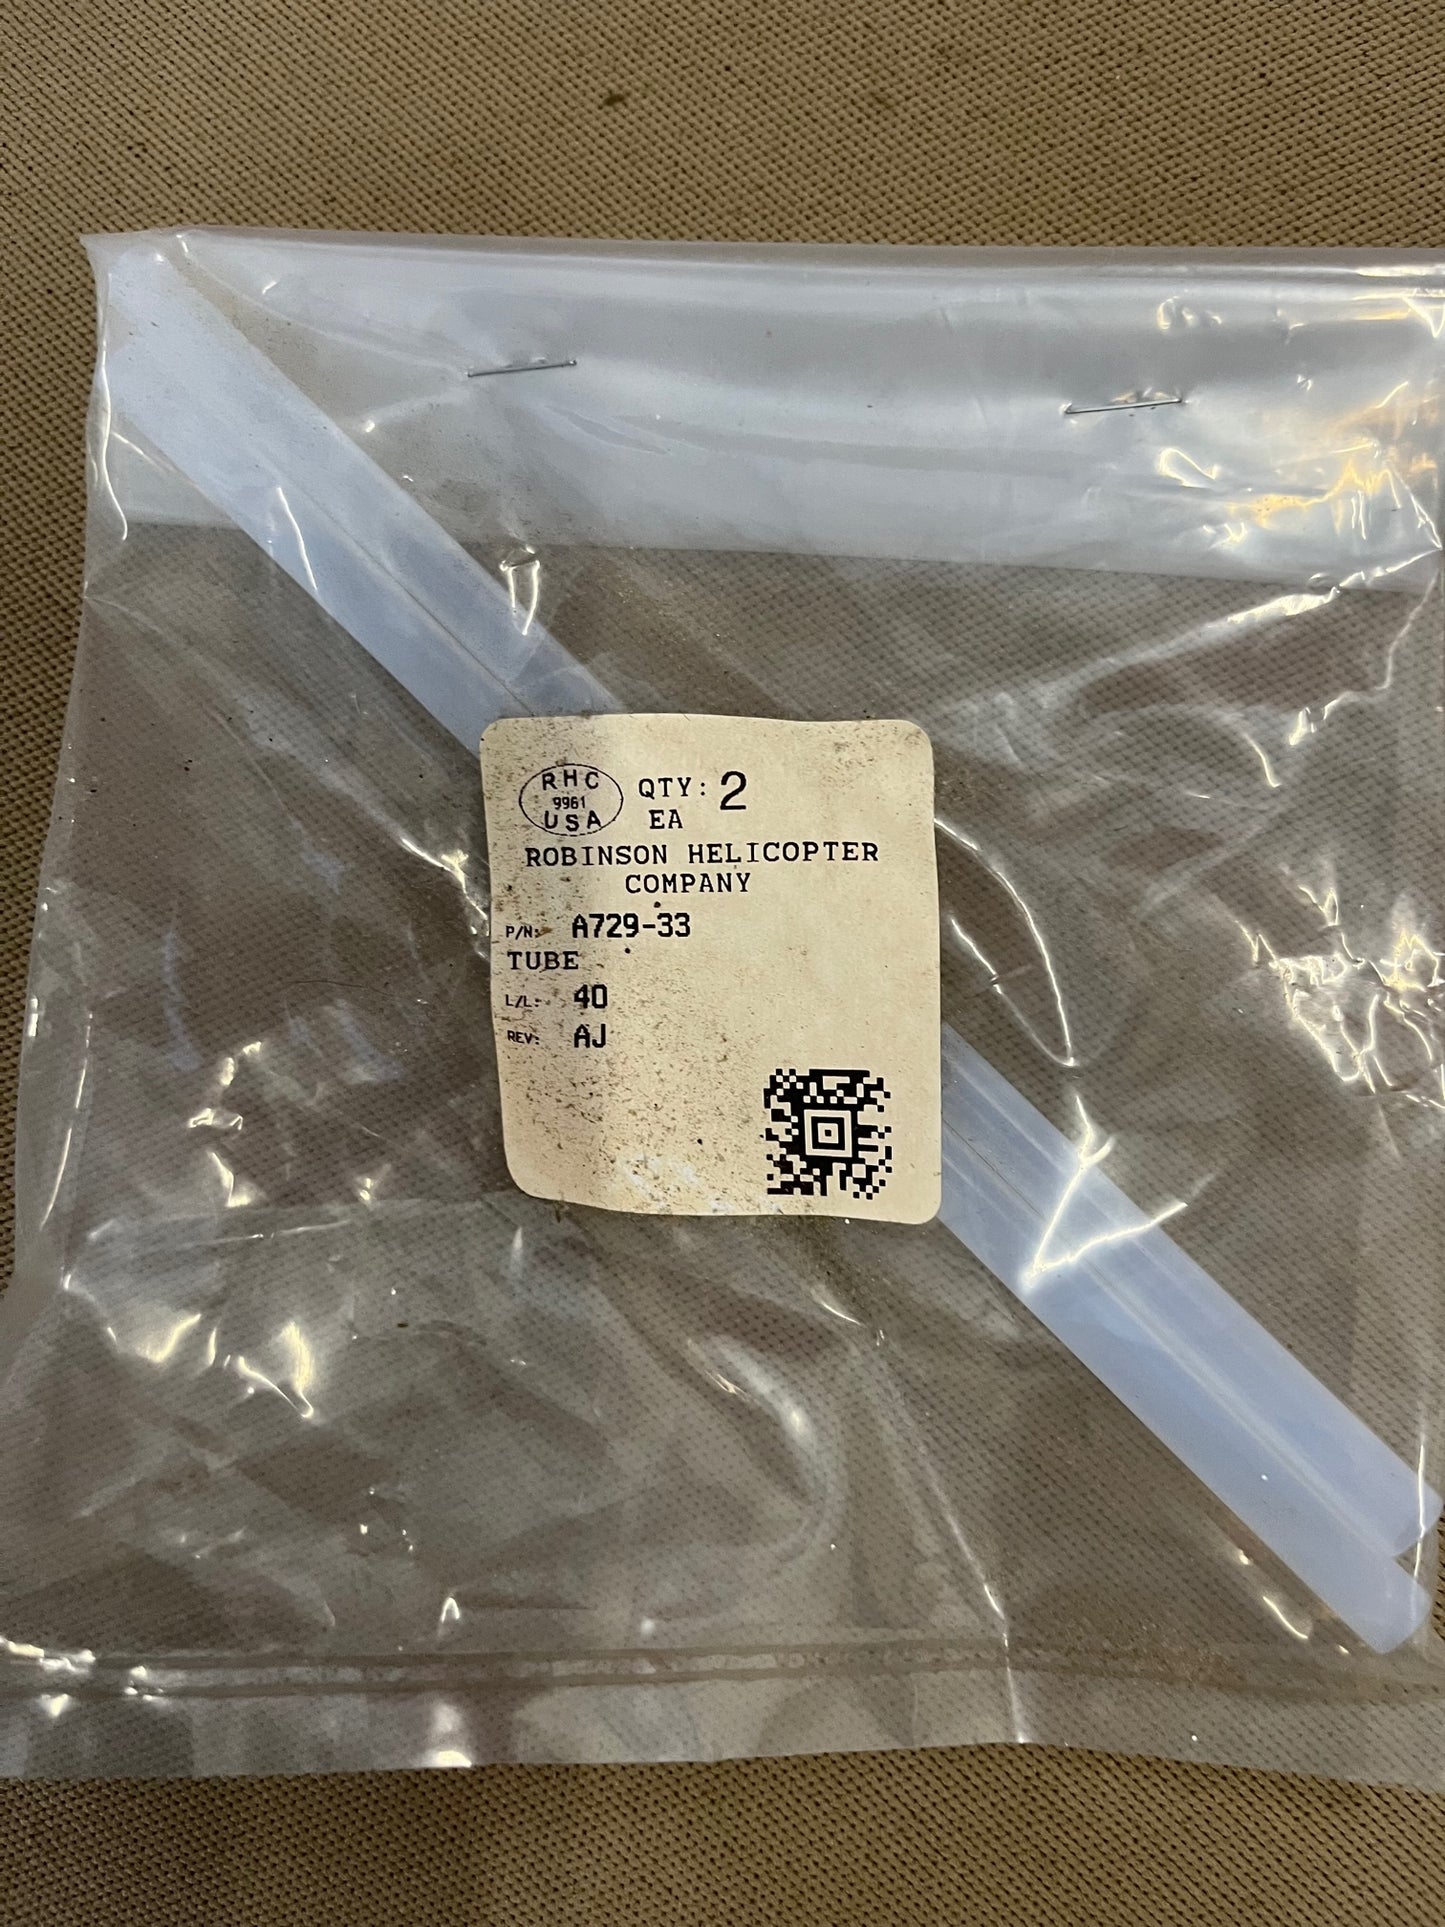 RHC
9961
USA
QTY: 2
EA
ROBINSON HELICOPTER
COMPANY
P/N: A729-33
TUBE
L/L: 40
REV: AJ